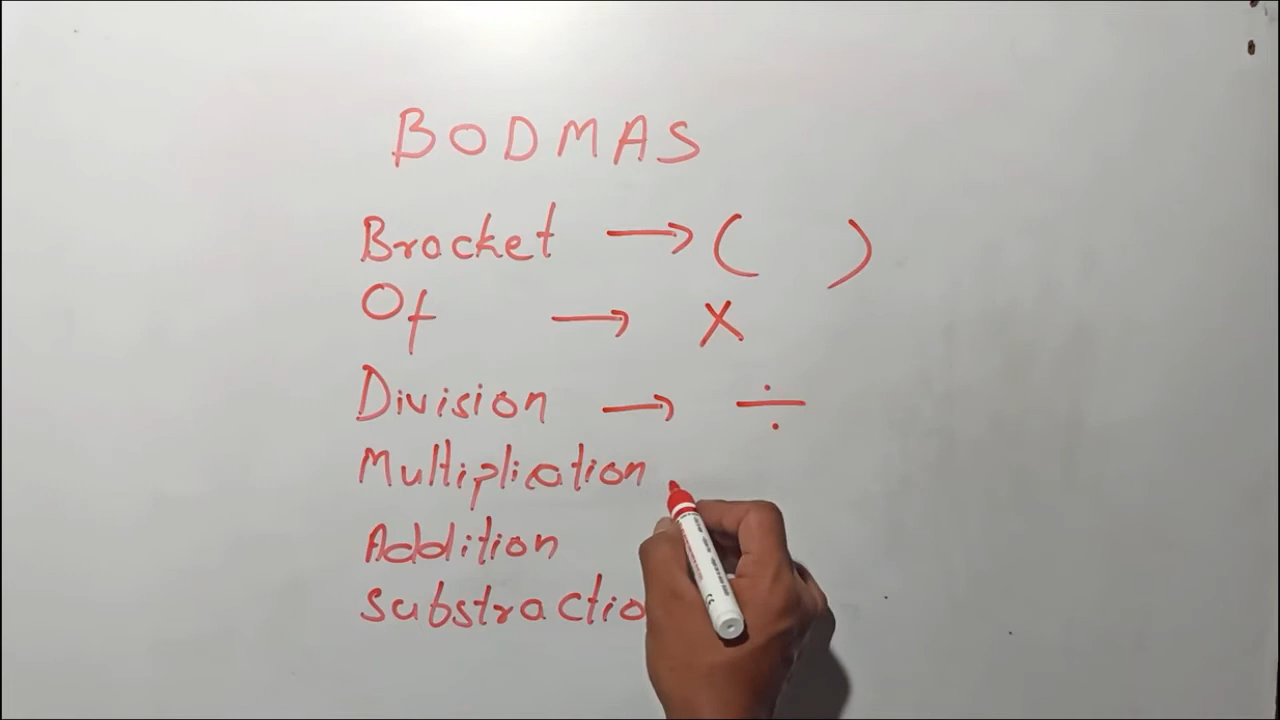 BODMAS
Bracket → ( )
Of → ×
Division → ÷
Multiplication
Addition
Substractio